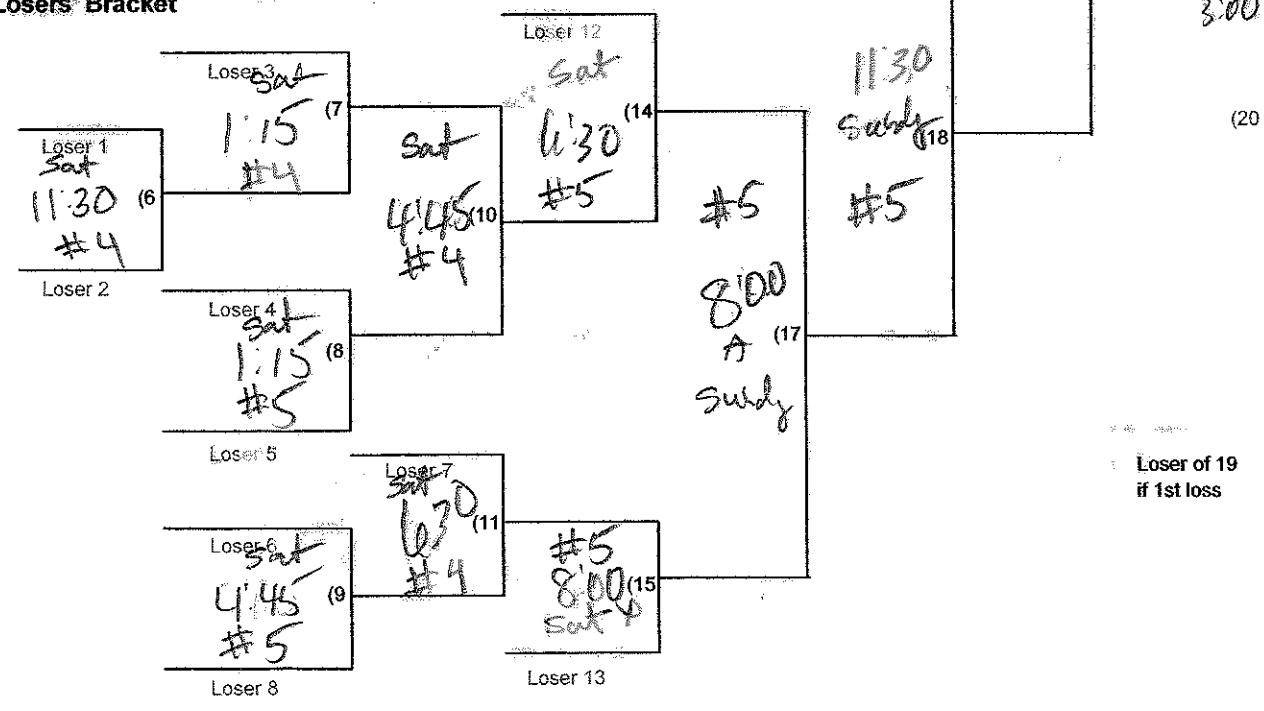 Losers' Bracket
3:00
(20
Loser 1
Sat
11:30 (6
#4
Loser 2
Loser 3
Sat
1:15 (7
#4
Loser 4
Sat
1:15 (8
#5
Loser 5
Loser 6
Sat
4:45 (9
#5
Loser 8
Sat
4:45 (10
#4
Loser 7
Sat
630 (11
#4
Loser 12
Sat
6:30 (14
#5
#5
8:00 (15
Sat
Loser 13
#5
8:00
A (17
Sundy
11:30
Sundy (18
#5
Loser of 19
if 1st loss